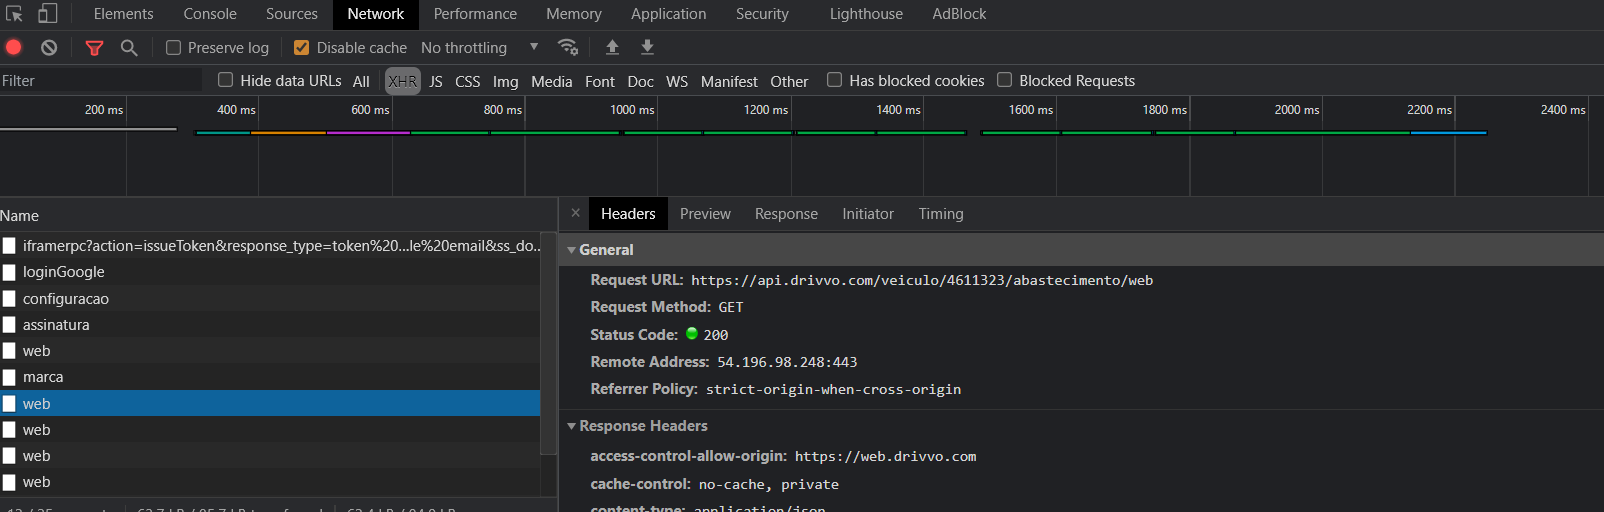 Elements Console Sources Network Performance Memory Application Security Lighthouse AdBlock
Preserve log Disable cache No throttling
Filter Hide data URLs All XHR JS CSS Img Media Font Doc WS Manifest Other Has blocked cookies Blocked Requests
200 ms 400 ms 600 ms 800 ms 1000 ms 1200 ms 1400 ms 1600 ms 1800 ms 2000 ms 2200 ms 2400 ms
Name
iframerpc?action=issueToken&response_type=token%20...le%20email&ss_do...
loginGoogle
configuracao
assinatura
web
marca
web
web
web
web
× Headers Preview Response Initiator Timing
General
Request URL: https://api.drivvo.com/veiculo/4611323/abastecimento/web
Request Method: GET
Status Code: 200
Remote Address: 54.196.98.248:443
Referrer Policy: strict-origin-when-cross-origin
Response Headers
access-control-allow-origin: https://web.drivvo.com
cache-control: no-cache, private
content-type: application/json